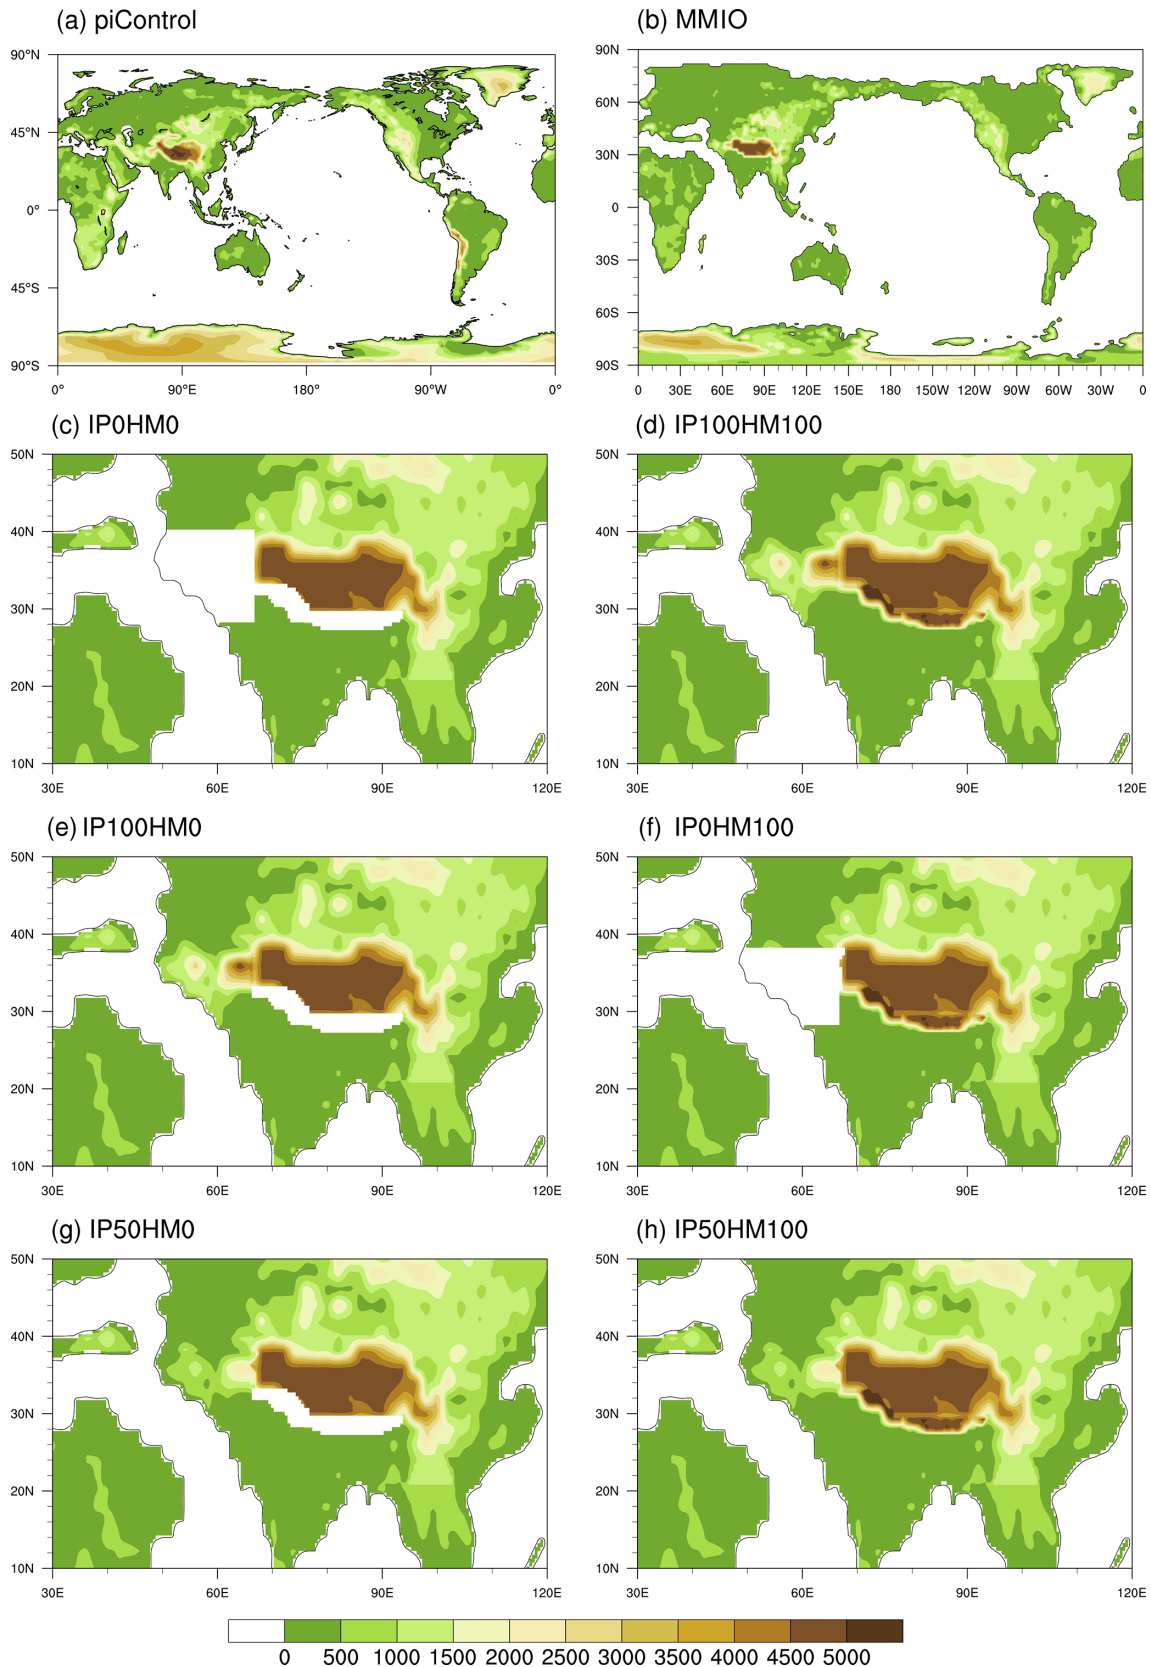 (a) piControl
(b) MMIO
90°N
45°N
0°
45°S
90°S
0° 90°E 180° 90°W 0°
90N
60N
30N
0
30S
60S
90S
0 30E 60E 90E 120E 150E 180 150W 120W 90W 60W 30W 0
(c) IP0HM0
(d) IP100HM100
50N
40N
30N
20N
10N
30E 60E 90E 120E
50N
40N
30N
20N
10N
30E 60E 90E 120E
(e) IP100HM0
(f) IP0HM100
50N
40N
30N
20N
10N
30E 60E 90E 120E
50N
40N
30N
20N
10N
30E 60E 90E 120E
(g) IP50HM0
(h) IP50HM100
50N
40N
30N
20N
10N
30E 60E 90E 120E
50N
40N
30N
20N
10N
30E 60E 90E 120E
0 500 1000 1500 2000 2500 3000 3500 4000 4500 5000